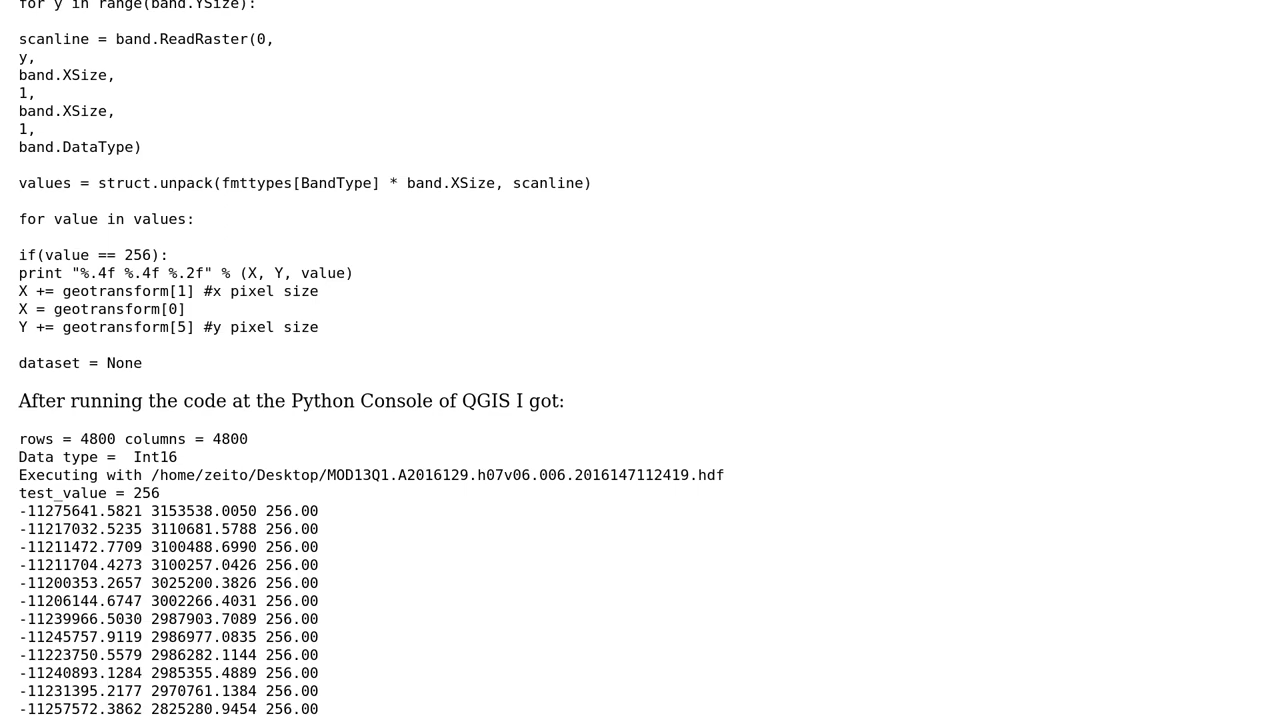 for y in range(band.YSize):
scanline = band.ReadRaster(0,
y,
band.XSize,
1,
band.XSize,
1,
band.DataType)
values = struct.unpack(fmttypes[BandType] * band.XSize, scanline)
for value in values:
if(value == 256):
print "%.4f %.4f %.2f" % (X, Y, value)
X += geotransform[1] #x pixel size
X = geotransform[0]
Y += geotransform[5] #y pixel size
dataset = None
After running the code at the Python Console of QGIS I got:
rows = 4800 columns = 4800
Data type =  Int16
Executing with /home/zeito/Desktop/MOD13Q1.A2016129.h07v06.006.2016147112419.hdf
test_value = 256
-11275641.5821 3153538.0050 256.00
-11217032.5235 3110681.5788 256.00
-11211472.7709 3100488.6990 256.00
-11211704.4273 3100257.0426 256.00
-11200353.2657 3025200.3826 256.00
-11206144.6747 3002266.4031 256.00
-11239966.5030 2987903.7089 256.00
-11245757.9119 2986977.0835 256.00
-11223750.5579 2986282.1144 256.00
-11240893.1284 2985355.4889 256.00
-11231395.2177 2970761.1384 256.00
-11257572.3862 2825280.9454 256.00